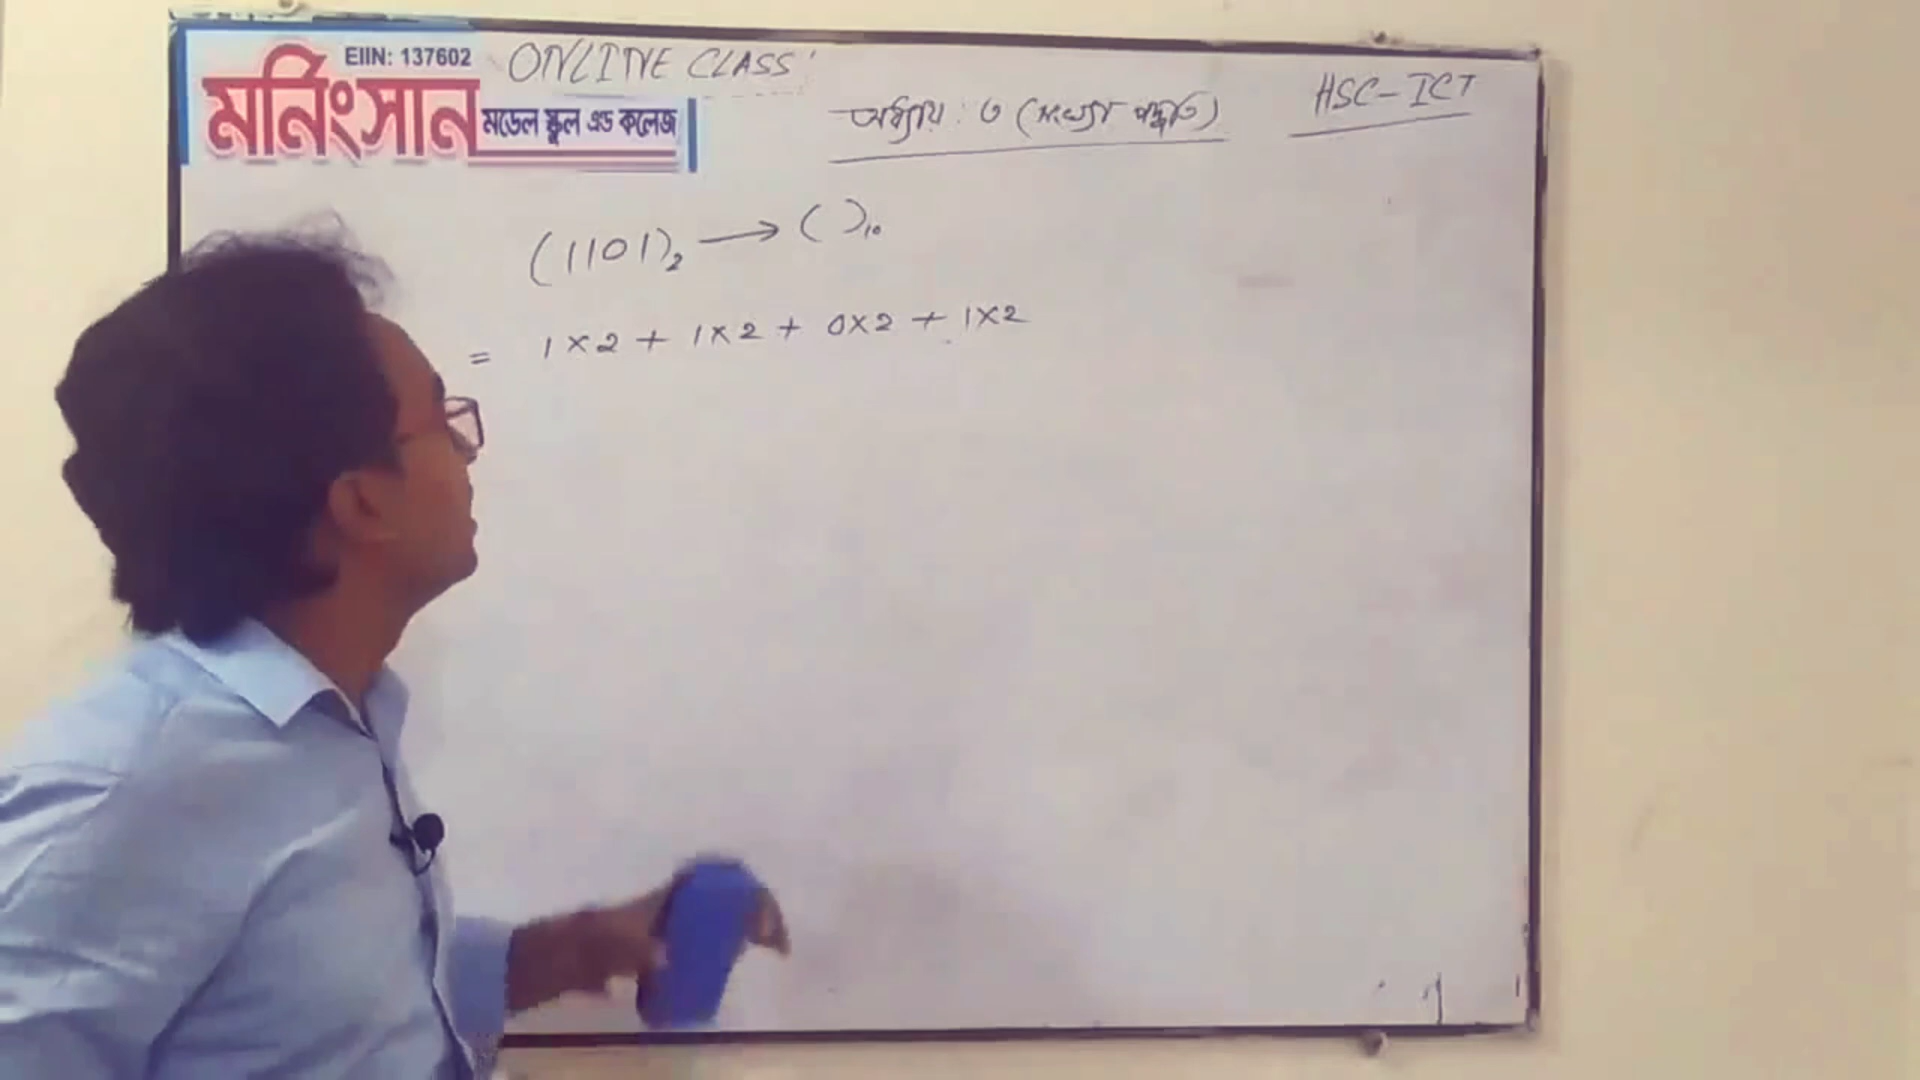 EIIN: 137602
মর্নিংসান মডেল স্কুল এন্ড কলেজ
ONLINE CLASS
অধ্যায় : ৩ (সংখ্যা পদ্ধতি)
HSC-ICT
(1101)₂ → ( )₁₀
= 1×2 + 1×2 + 0×2 + 1×2